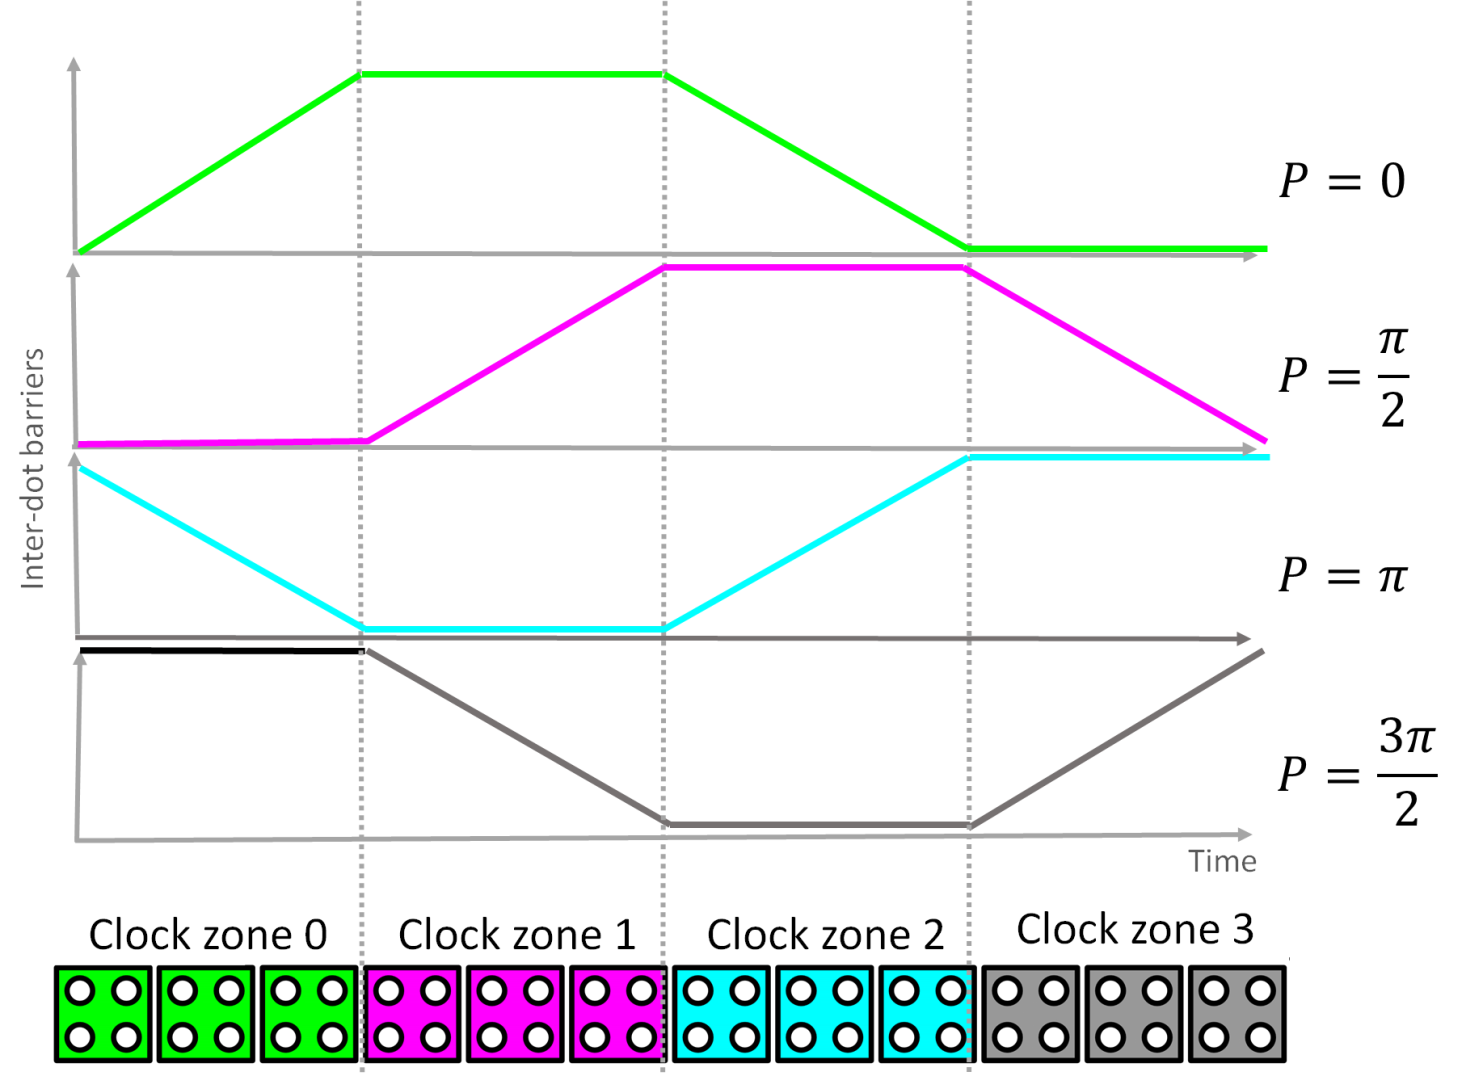 P = 0
P = π/2
P = π
P = 3π/2
Inter-dot barriers
Time
Clock zone 0
Clock zone 1
Clock zone 2
Clock zone 3